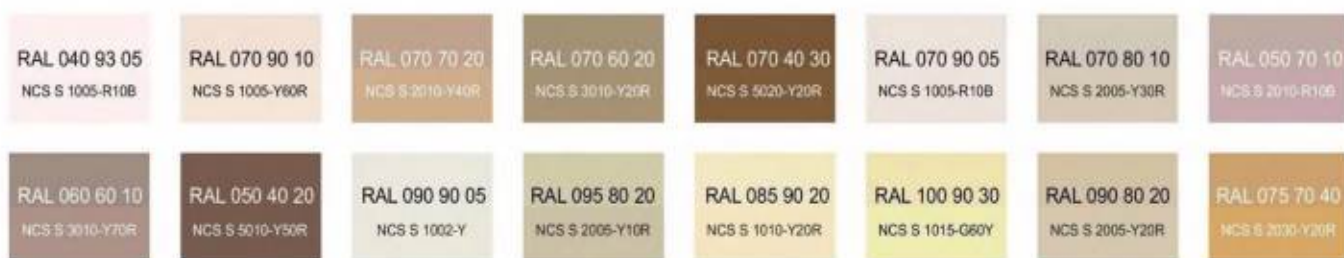 RAL 040 93 05
NCS S 1005-R10B
RAL 070 90 10
NCS S 1005-Y60R
RAL 070 70 20
NCS S 2010-Y40R
RAL 070 60 20
NCS S 3010-Y20R
RAL 070 40 30
NCS S 5020-Y20R
RAL 070 90 05
NCS S 1005-R10B
RAL 070 80 10
NCS S 2005-Y30R
RAL 050 70 10
NCS S 2010-R10B
RAL 060 60 10
NCS S 3010-Y70R
RAL 050 40 20
NCS S 5010-Y50R
RAL 090 90 05
NCS S 1002-Y
RAL 095 80 20
NCS S 2005-Y10R
RAL 085 90 20
NCS S 1010-Y20R
RAL 100 90 30
NCS S 1015-G60Y
RAL 090 80 20
NCS S 2005-Y20R
RAL 075 70 40
NCS S 2030-Y20R